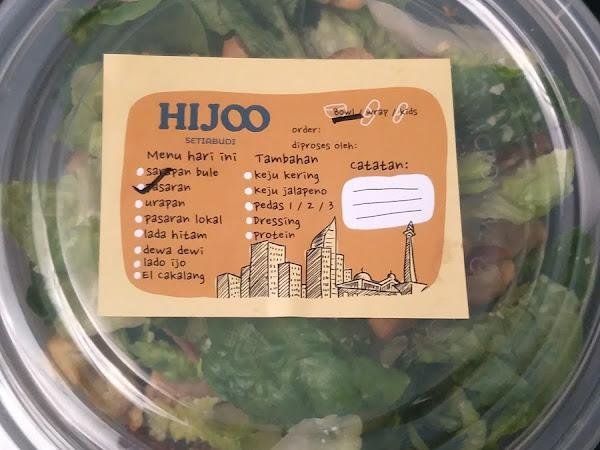 HIJOO
SETIABUDI
Bowl / wrap / kids
order:
diproses oleh:
Menu hari ini
sarapan bule
pasaran
urapan
pasaran lokal
lada hitam
dewa dewi
lado ijo
El Cakalang
Tambahan
keju kering
keju jalapeno
pedas 1 / 2 / 3
Dressing
protein
Catatan: